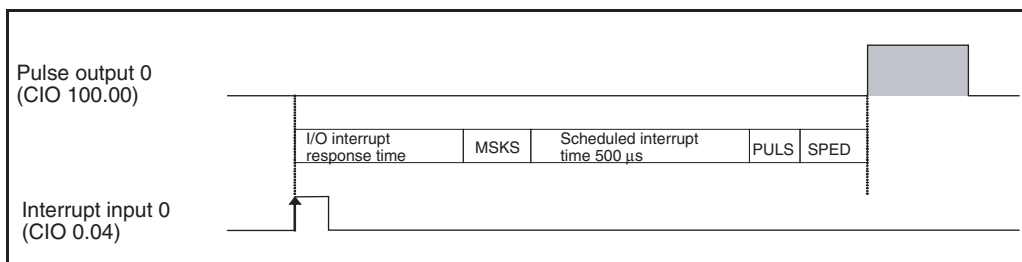 Pulse output 0
(CIO 100.00)
I/O interrupt
response time
MSKS
Scheduled interrupt
time 500 μs
PULS
SPED
Interrupt input 0
(CIO 0.04)